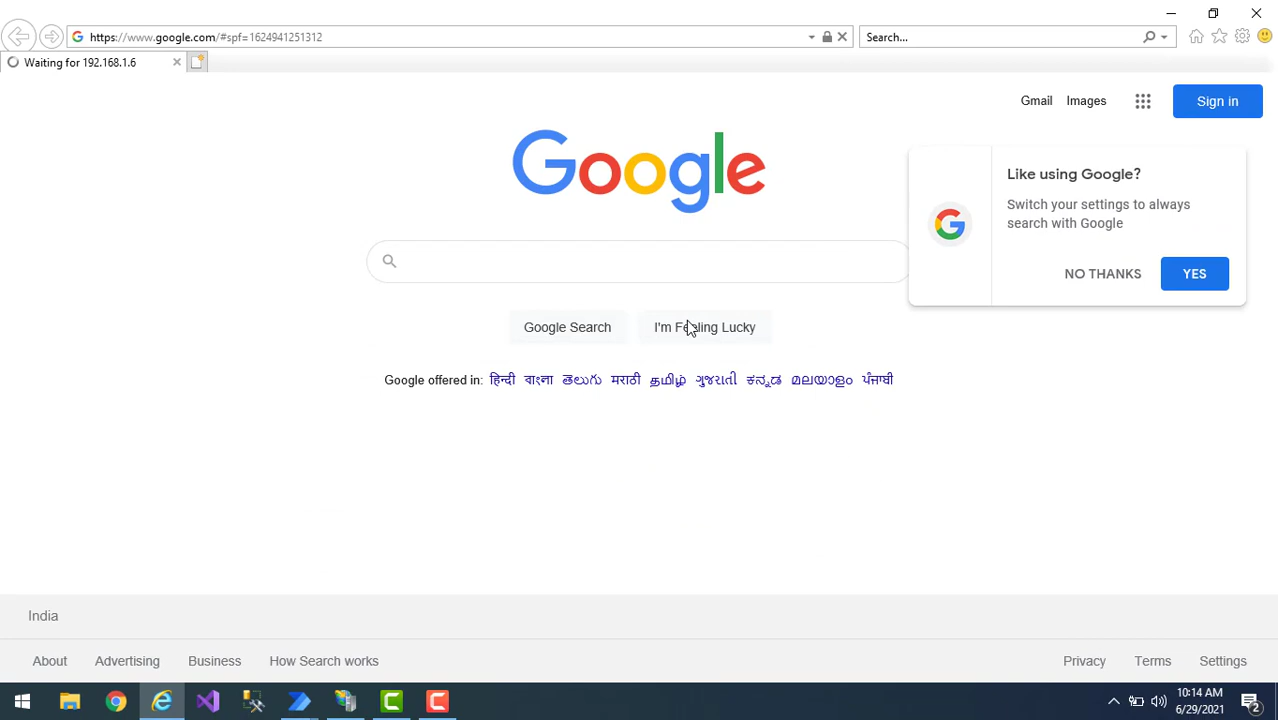 https://www.google.com/#spf=1624941251312
Search...
Waiting for 192.168.1.6
Gmail Images Sign in
Google
Like using Google?
Switch your settings to always
search with Google
NO THANKS YES
Google Search I'm Feeling Lucky
Google offered in: हिन्दी বাংলা తెలుగు मराठी தமிழ் ગુજરાતી ಕನ್ನಡ മലയാളം ਪੰਜਾਬੀ
India
About Advertising Business How Search works Privacy Terms Settings
10:14 AM
6/29/2021
2